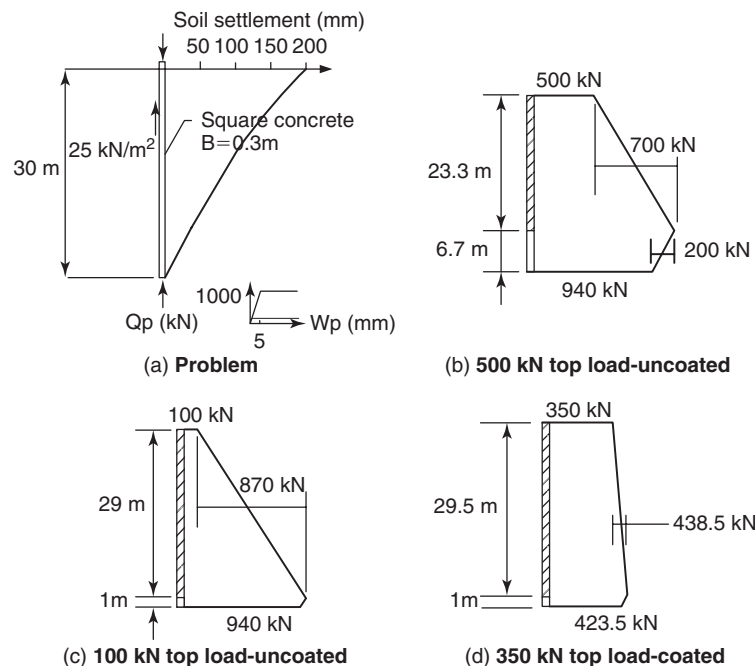 Soil settlement (mm)
50 100 150 200
30 m
25 kN/m²
Square concrete
B=0.3m
1000
Qp (kN)
Wp (mm)
5
(a) Problem
500 kN
700 kN
23.3 m
6.7 m
200 kN
940 kN
(b) 500 kN top load-uncoated
100 kN
870 kN
29 m
1m
940 kN
(c) 100 kN top load-uncoated
350 kN
29.5 m
438.5 kN
1m
423.5 kN
(d) 350 kN top load-coated